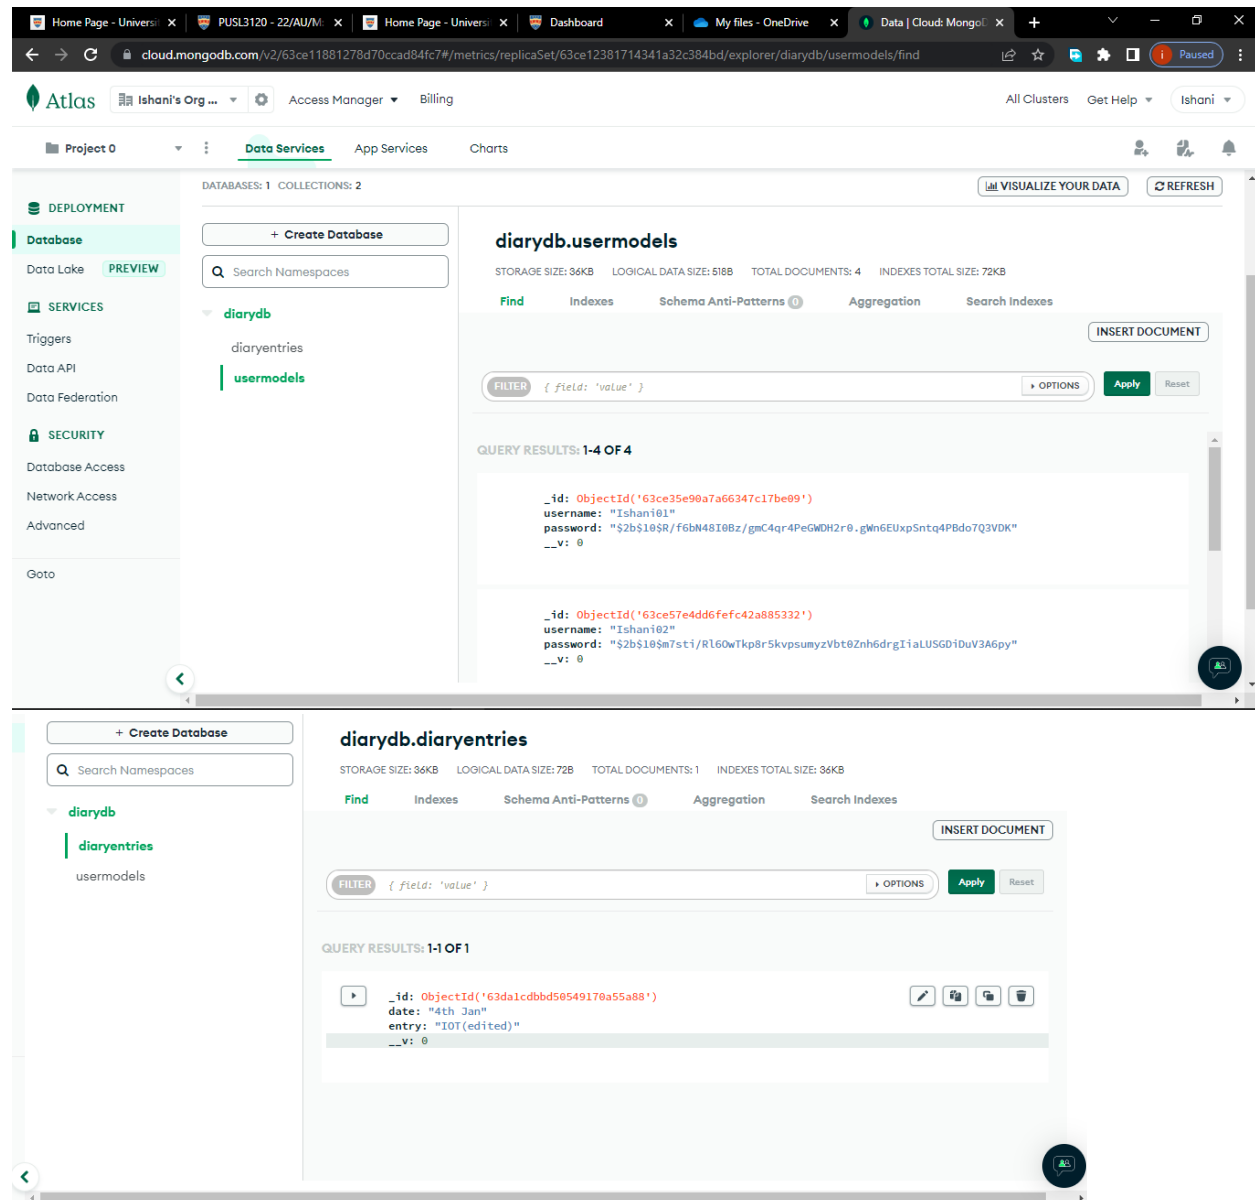 Home Page - Universi
PUSL3120 - 22/AU/M
Home Page - Universi
Dashboard
My files - OneDrive
Data | Cloud: MongoD
cloud.mongodb.com/v2/63ce11881278d70ccad84fc7#/metrics/replicaSet/63ce12381714341a32c384bd/explorer/diarydb/usermodels/find
i Paused
Atlas Ishani's Org ... Access Manager Billing All Clusters Get Help Ishani
Project 0 Data Services App Services Charts
DATABASES: 1 COLLECTIONS: 2 VISUALIZE YOUR DATA REFRESH
DEPLOYMENT
Database
Data Lake PREVIEW
SERVICES
Triggers
Data API
Data Federation
SECURITY
Database Access
Network Access
Advanced
Goto
+ Create Database
Search Namespaces
diarydb
diaryentries
usermodels
diarydb.usermodels
STORAGE SIZE: 36KB LOGICAL DATA SIZE: 518B TOTAL DOCUMENTS: 4 INDEXES TOTAL SIZE: 72KB
Find Indexes Schema Anti-Patterns 0 Aggregation Search Indexes
INSERT DOCUMENT
FILTER { field: 'value' } OPTIONS Apply Reset
QUERY RESULTS: 1-4 OF 4
_id: ObjectId('63ce35e90a7a66347c17be09')
username: "Ishani01"
password: "$2b$10$R/f6bN48I0Bz/gmC4qr4PeGWDH2r0.gWn6EUxpSntq4PBdo7Q3VDK"
__v: 0
_id: ObjectId('63ce57e4dd6fefc42a885332')
username: "Ishani02"
password: "$2b$10$m7sti/Rl6OwTkp8r5kvpsumyzVbt0Znh6drgIiaLUSGDiDuV3A6py"
__v: 0
+ Create Database
Search Namespaces
diarydb
diaryentries
usermodels
diarydb.diaryentries
STORAGE SIZE: 36KB LOGICAL DATA SIZE: 72B TOTAL DOCUMENTS: 1 INDEXES TOTAL SIZE: 36KB
Find Indexes Schema Anti-Patterns 0 Aggregation Search Indexes
INSERT DOCUMENT
FILTER { field: 'value' } OPTIONS Apply Reset
QUERY RESULTS: 1-1 OF 1
_id: ObjectId('63da1cdbbd50549170a55a88')
date: "4th Jan"
entry: "IOT(edited)"
__v: 0